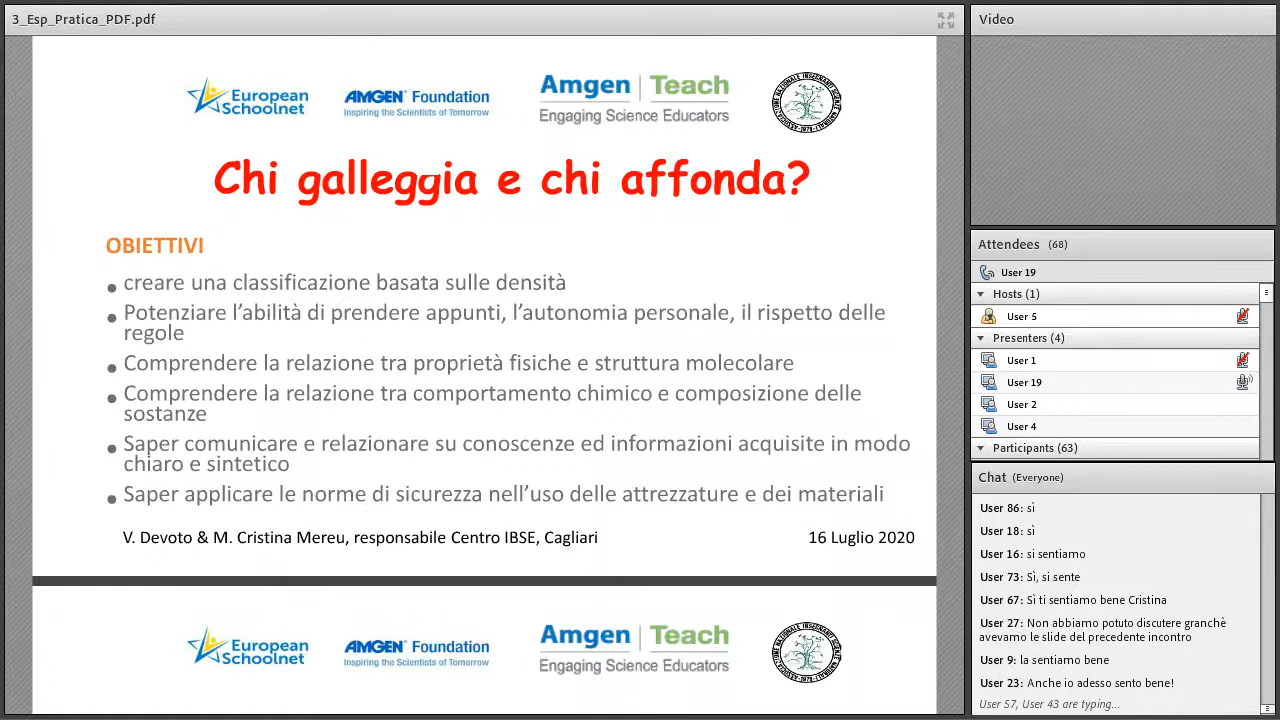 3_Esp_Pratica_PDF.pdf
European
Schoolnet
AMGEN Foundation
Inspiring the Scientists of Tomorrow
Amgen Teach
Engaging Science Educators
Chi galleggia e chi affonda?
OBIETTIVI
creare una classificazione basata sulle densità
Potenziare l’abilità di prendere appunti, l’autonomia personale, il rispetto delle
regole
Comprendere la relazione tra proprietà fisiche e struttura molecolare
Comprendere la relazione tra comportamento chimico e composizione delle
sostanze
Saper comunicare e relazionare su conoscenze ed informazioni acquisite in modo
chiaro e sintetico
Saper applicare le norme di sicurezza nell’uso delle attrezzature e dei materiali
V. Devoto & M. Cristina Mereu, responsabile Centro IBSE, Cagliari
16 Luglio 2020
European
Schoolnet
AMGEN Foundation
Inspiring the Scientists of Tomorrow
Amgen Teach
Engaging Science Educators
Video
Attendees (68)
User 19
Hosts (1)
User 5
Presenters (4)
User 1
User 19
User 2
User 4
Participants (63)
Chat (Everyone)
User 86: sì
User 18: sì
User 16: si sentiamo
User 73: Sì, si sente
User 67: Sì ti sentiamo bene Cristina
User 27: Non abbiamo potuto discutere granchè
avevamo le slide del precedente incontro
User 9: la sentiamo bene
User 23: Anche io adesso sento bene!
User 57, User 43 are typing...